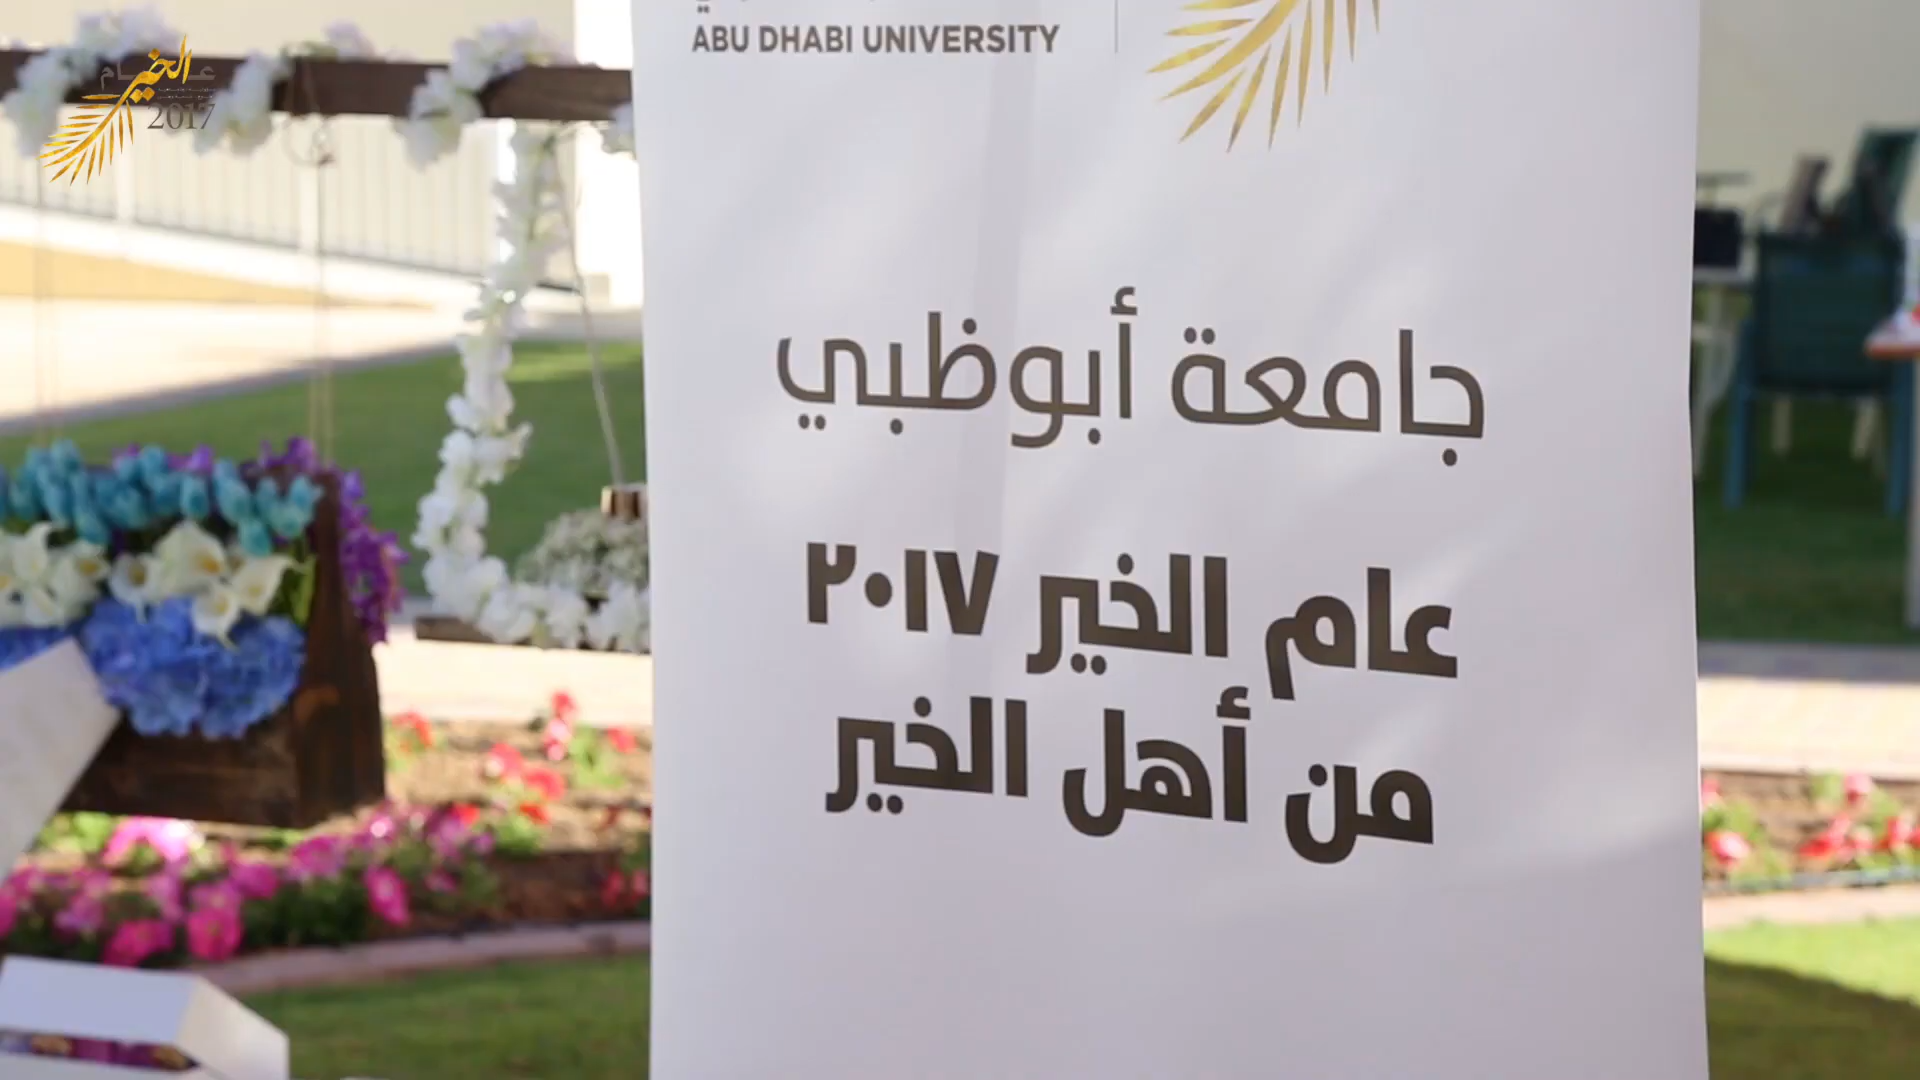 عام
الخير
2017
ABU DHABI UNIVERSITY
جامعة أبوظبي
عام الخير ٢٠١٧
من أهل الخير